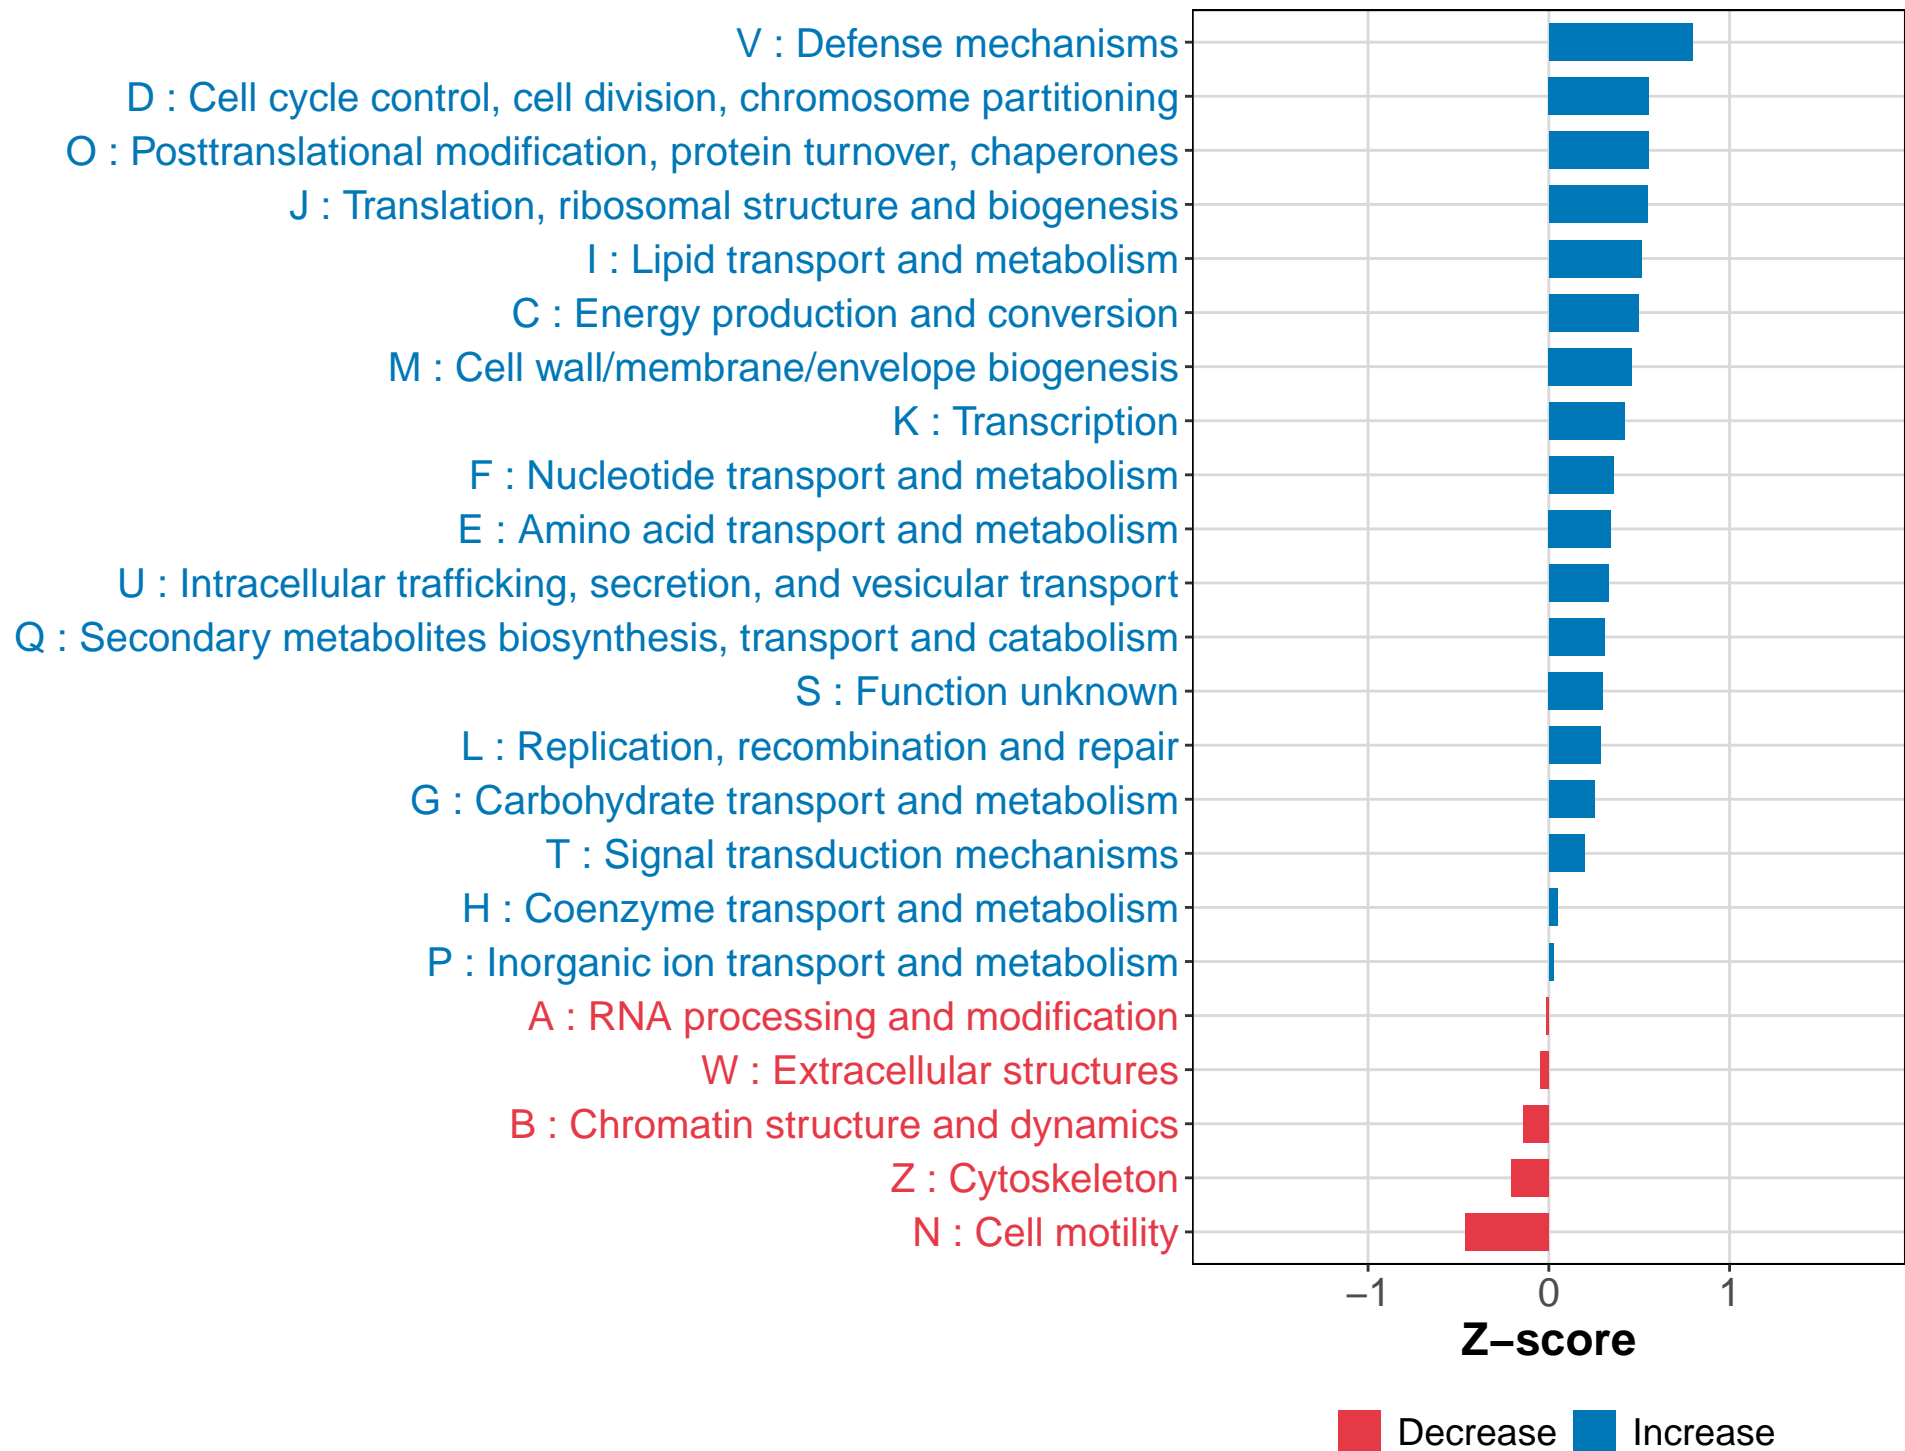 V : Defense mechanisms
D : Cell cycle control, cell division, chromosome partitioning
O : Posttranslational modification, protein turnover, chaperones
J : Translation, ribosomal structure and biogenesis
I : Lipid transport and metabolism
C : Energy production and conversion
M : Cell wall/membrane/envelope biogenesis
K : Transcription
F : Nucleotide transport and metabolism
E : Amino acid transport and metabolism
U : Intracellular trafficking, secretion, and vesicular transport
Q : Secondary metabolites biosynthesis, transport and catabolism
S : Function unknown
L : Replication, recombination and repair
G : Carbohydrate transport and metabolism
T : Signal transduction mechanisms
H : Coenzyme transport and metabolism
P : Inorganic ion transport and metabolism
A : RNA processing and modification
W : Extracellular structures
B : Chromatin structure and dynamics
Z : Cytoskeleton
N : Cell motility
−1 0 1
Z−score
Decrease Increase